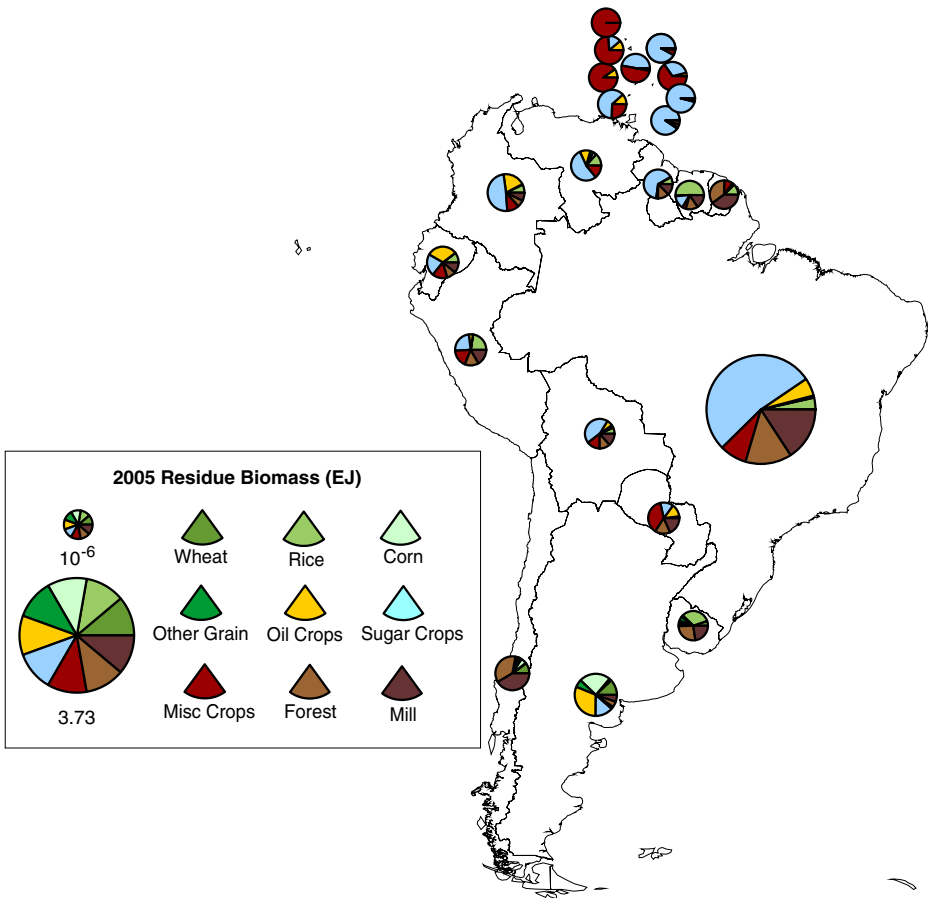 2005 Residue Biomass (EJ)
10-6
Wheat
Rice
Corn
Other Grain
Oil Crops
Sugar Crops
3.73
Misc Crops
Forest
Mill